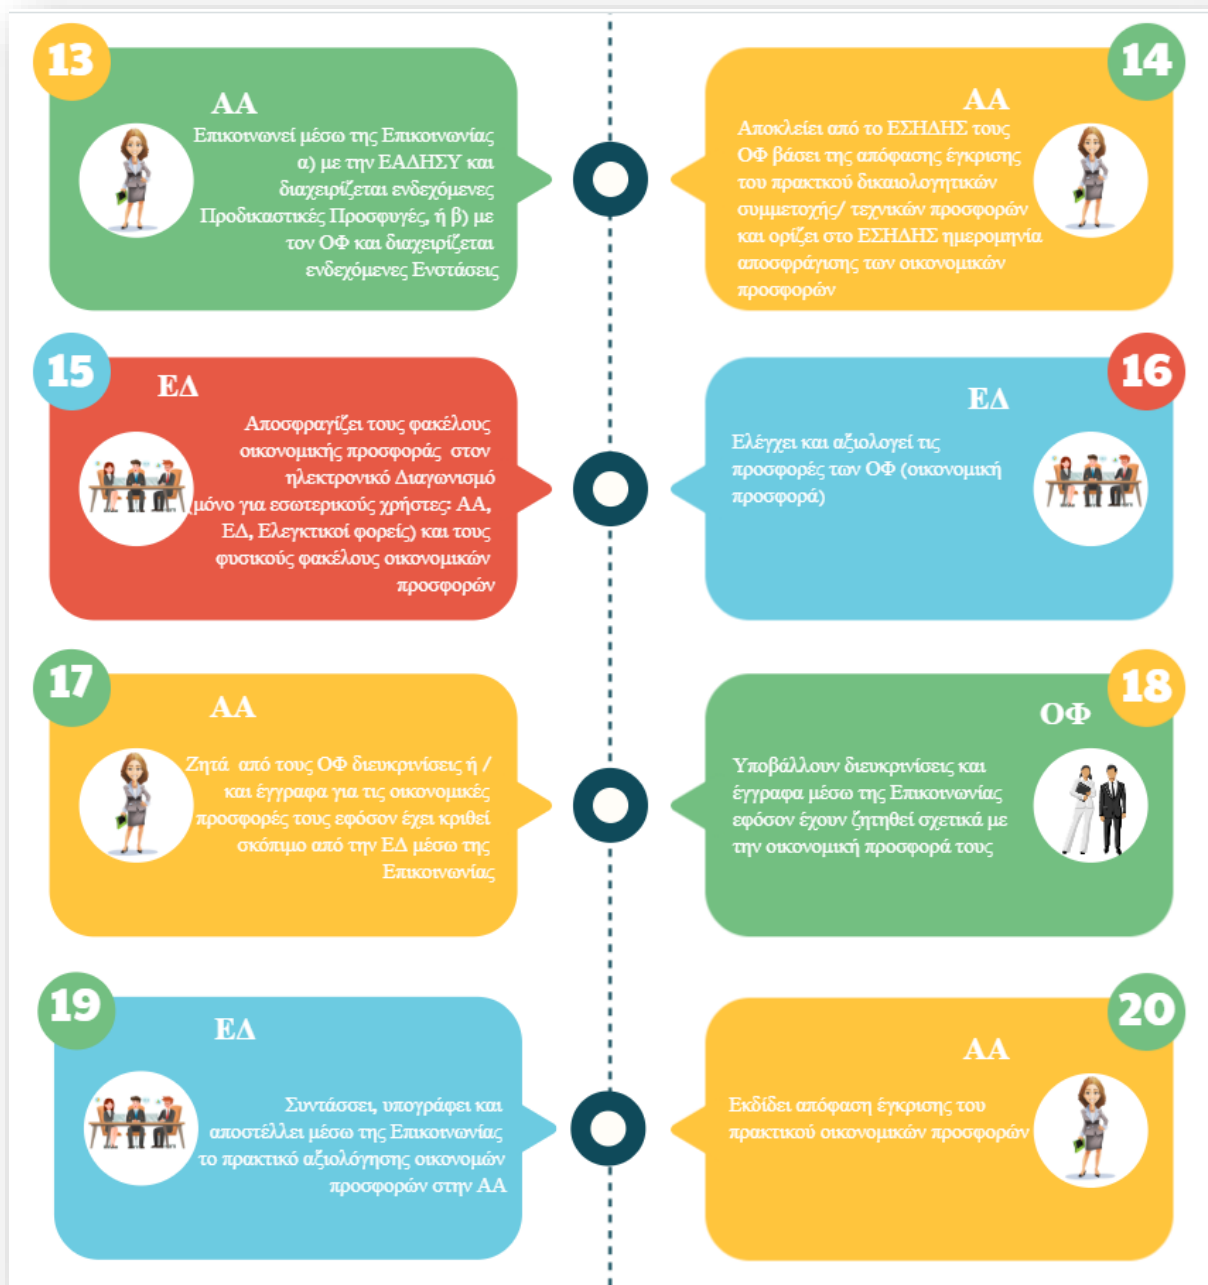 13
ΑΑ
Επικοινωνεί μέσω της Επικοινωνίας
α) με την ΕΑΔΗΣΥ και
διαχειρίζεται ενδεχόμενες
Προδικαστικές Προσφυγές, ή β) με
τον ΟΦ και διαχειρίζεται
ενδεχόμενες Ενστάσεις
14
ΑΑ
Αποκλείει από το ΕΣΗΔΗΣ τους
ΟΦ βάσει της απόφασης έγκρισης
του πρακτικού δικαιολογητικών
συμμετοχής/ τεχνικών προσφορών
και ορίζει στο ΕΣΗΔΗΣ ημερομηνία
αποσφράγισης των οικονομικών
προσφορών
15
ΕΔ
Αποσφραγίζει τους φακέλους
οικονομικής προσφοράς στον
ηλεκτρονικό Διαγωνισμό
(μόνο για εσωτερικούς χρήστες: ΑΑ,
ΕΔ, Ελεγκτικοί φορείς) και τους
φυσικούς φακέλους οικονομικών
προσφορών
16
ΕΔ
Ελέγχει και αξιολογεί τις
προσφορές των ΟΦ (οικονομική
προσφορά)
17
ΑΑ
Ζητά από τους ΟΦ διευκρινίσεις ή /
και έγγραφα για τις οικονομικές
προσφορές τους εφόσον έχει κριθεί
σκόπιμο από την ΕΔ μέσω της
Επικοινωνίας
18
ΟΦ
Υποβάλλουν διευκρινίσεις και
έγγραφα μέσω της Επικοινωνίας
εφόσον έχουν ζητηθεί σχετικά με
την οικονομική προσφορά τους
19
ΕΔ
Συντάσσει, υπογράφει και
αποστέλλει μέσω της Επικοινωνίας
το πρακτικό αξιολόγησης οικονομών
προσφορών στην ΑΑ
20
ΑΑ
Εκδίδει απόφαση έγκρισης του
πρακτικού οικονομικών προσφορών